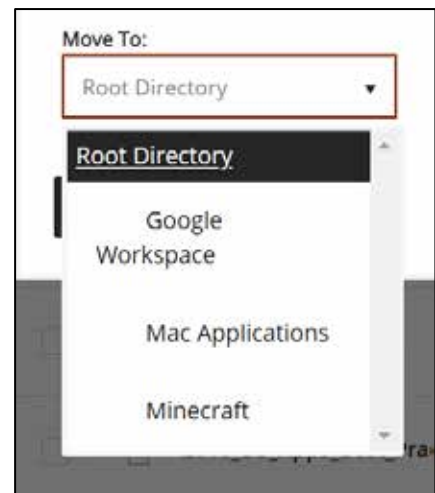 Move To:
Root Directory
Root Directory
Google
Workspace
Mac Applications
Minecraft